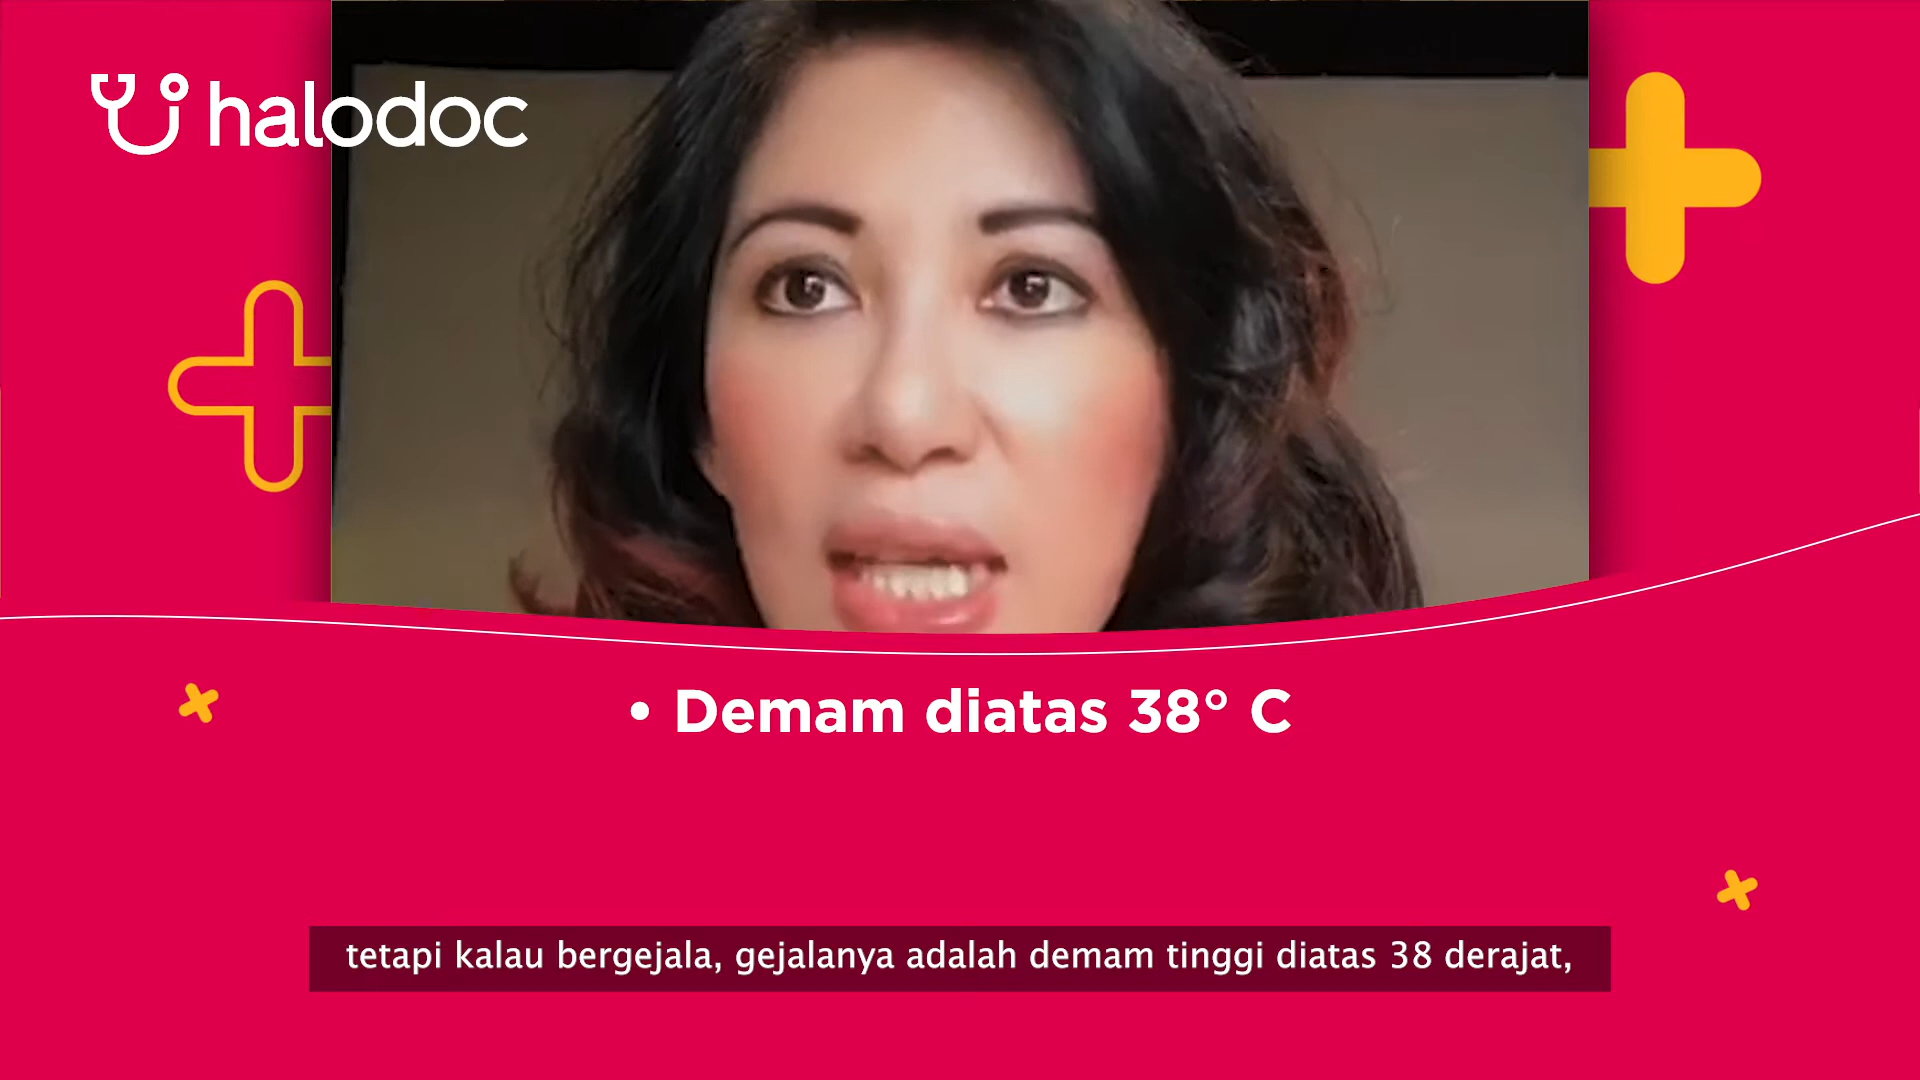 halodoc
• Demam diatas 38° C
tetapi kalau bergejala, gejalanya adalah demam tinggi diatas 38 derajat,